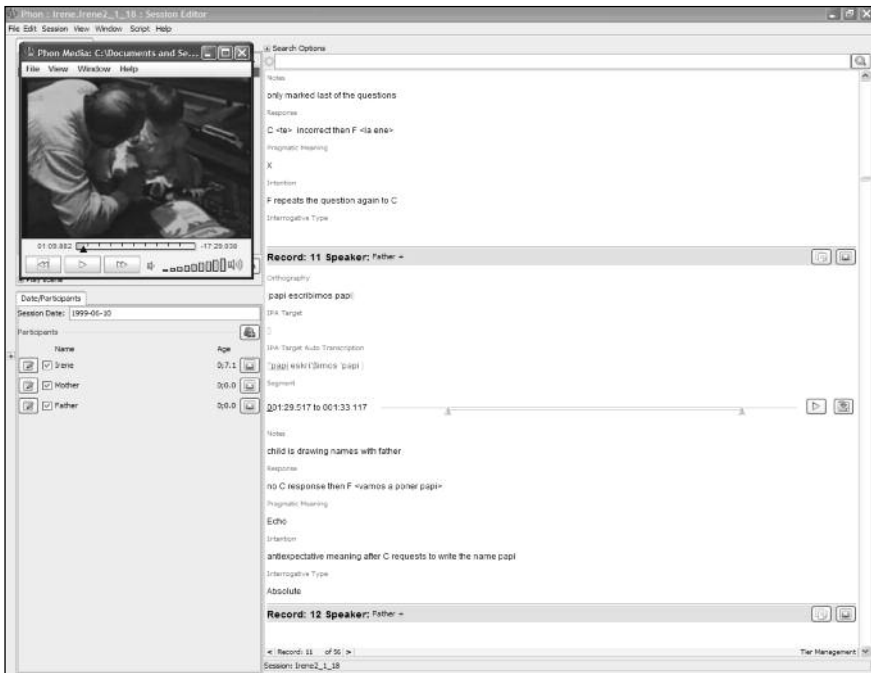 Phon : Irene.Irene2_1_18 : Session Editor
File Edit Session View Window Script Help
Phon Media: C:\Documents and Se...
File View Window Help
01:09.882
-17:29.038
Date/Participants
Session Date: 1999-06-10
Participants
Name Age
Irene 0;7.1
Mother 0;0.0
Father 0;0.0
Search Options
Notes
only marked last of the questions
Response
C <te> incorrect then F <la ene>
Pragmatic Meaning
X
Intention
F repeats the question again to C
Interrogative Type
Record: 11 Speaker: Father
Orthography
papi escribimos papi
IPA Target
IPA Target Auto Transcription
Segment
001:29.517 to 001:33.117
Notes
child is drawing names with father
Response
no C response then F <vamos a poner papi>
Pragmatic Meaning
Echo
Intention
antiexpectative meaning after C requests to write the name papi
Interrogative Type
Absolute
Record: 12 Speaker: Father
< Record: 11 of 56 >
Tier Management
Session: Irene2_1_18